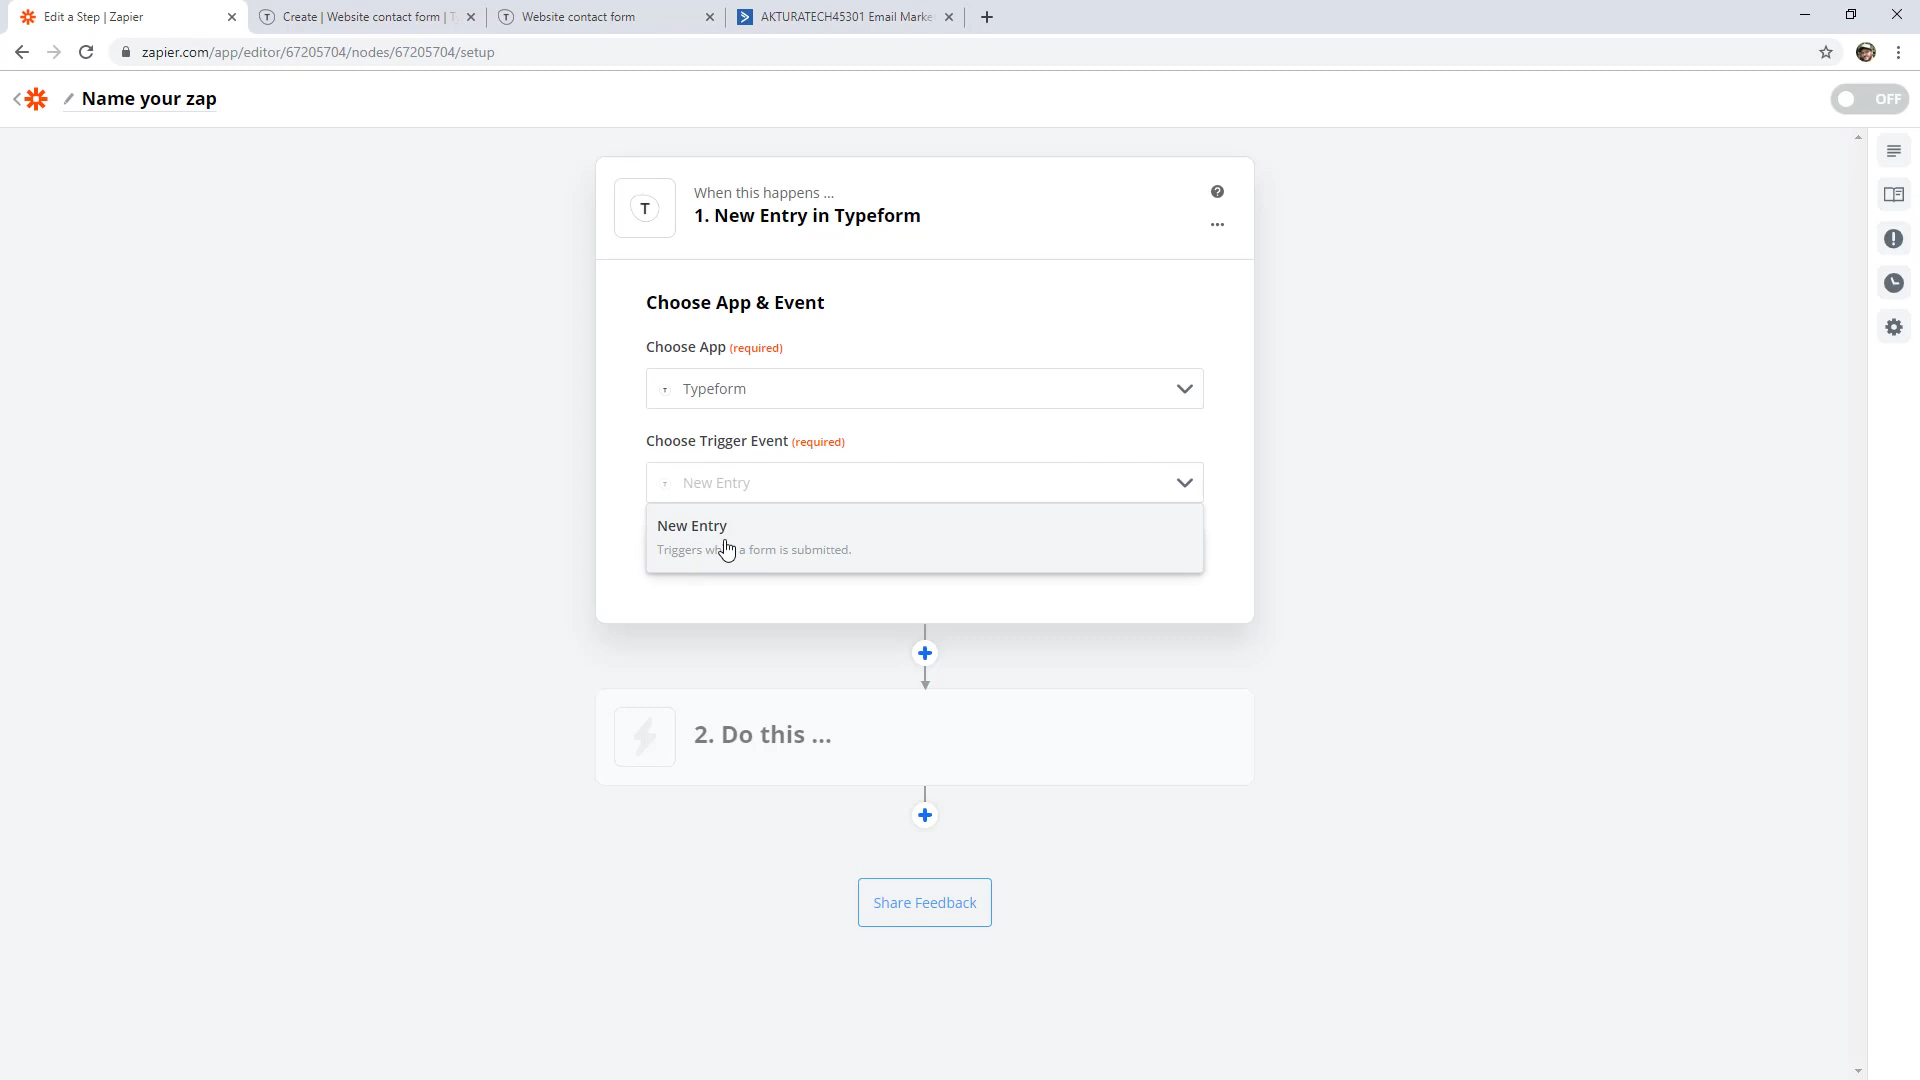 Edit a Step | Zapier
Create | Website contact form | T
Website contact form
AKTURATECH45301 Email Marke
zapier.com/app/editor/67205704/nodes/67205704/setup
Name your zap
OFF
T
When this happens ...
1. New Entry in Typeform
Choose App & Event
Choose App (required)
Typeform
Choose Trigger Event (required)
New Entry
New Entry
Triggers wh a form is submitted.
2. Do this ...
Share Feedback